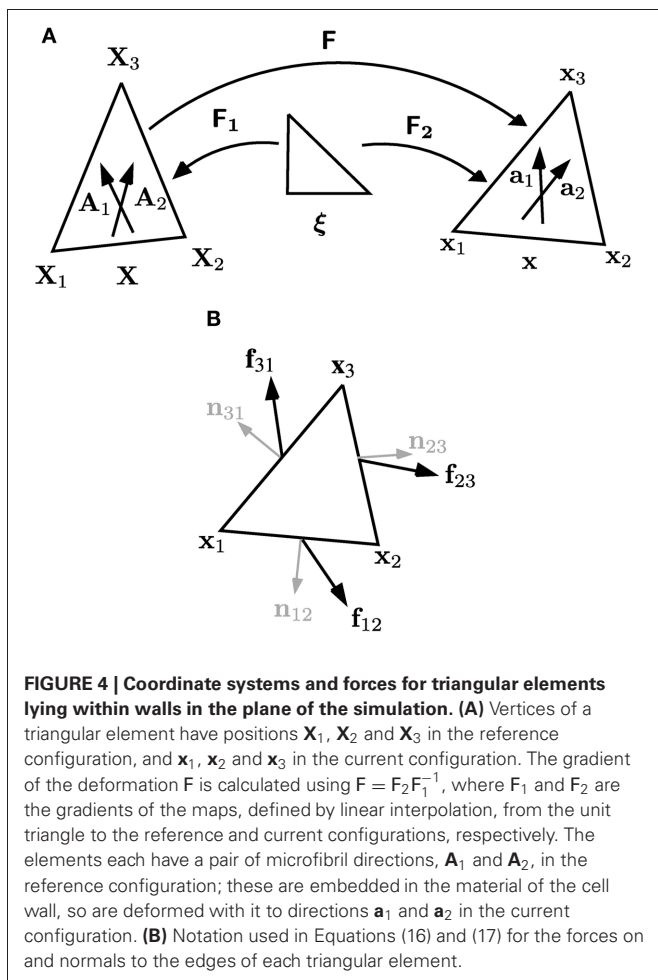 A
F
X₃
x₃
F₁
F₂
A₁
A₂
a₁
a₂
ξ
X₁
X
X₂
x₁
x
x₂
B
f₃₁
x₃
n₃₁
n₂₃
f₂₃
x₁
x₂
n₁₂
f₁₂
FIGURE 4 | Coordinate systems and forces for triangular elements
lying within walls in the plane of the simulation. (A) Vertices of a
triangular element have positions X₁, X₂ and X₃ in the reference
configuration, and x₁, x₂ and x₃ in the current configuration. The gradient
of the deformation F is calculated using F = F₂F₁⁻¹, where F₁ and F₂ are
the gradients of the maps, defined by linear interpolation, from the unit
triangle to the reference and current configurations, respectively. The
elements each have a pair of microfibril directions, A₁ and A₂, in the
reference configuration; these are embedded in the material of the cell
wall, so are deformed with it to directions a₁ and a₂ in the current
configuration. (B) Notation used in Equations (16) and (17) for the forces on
and normals to the edges of each triangular element.